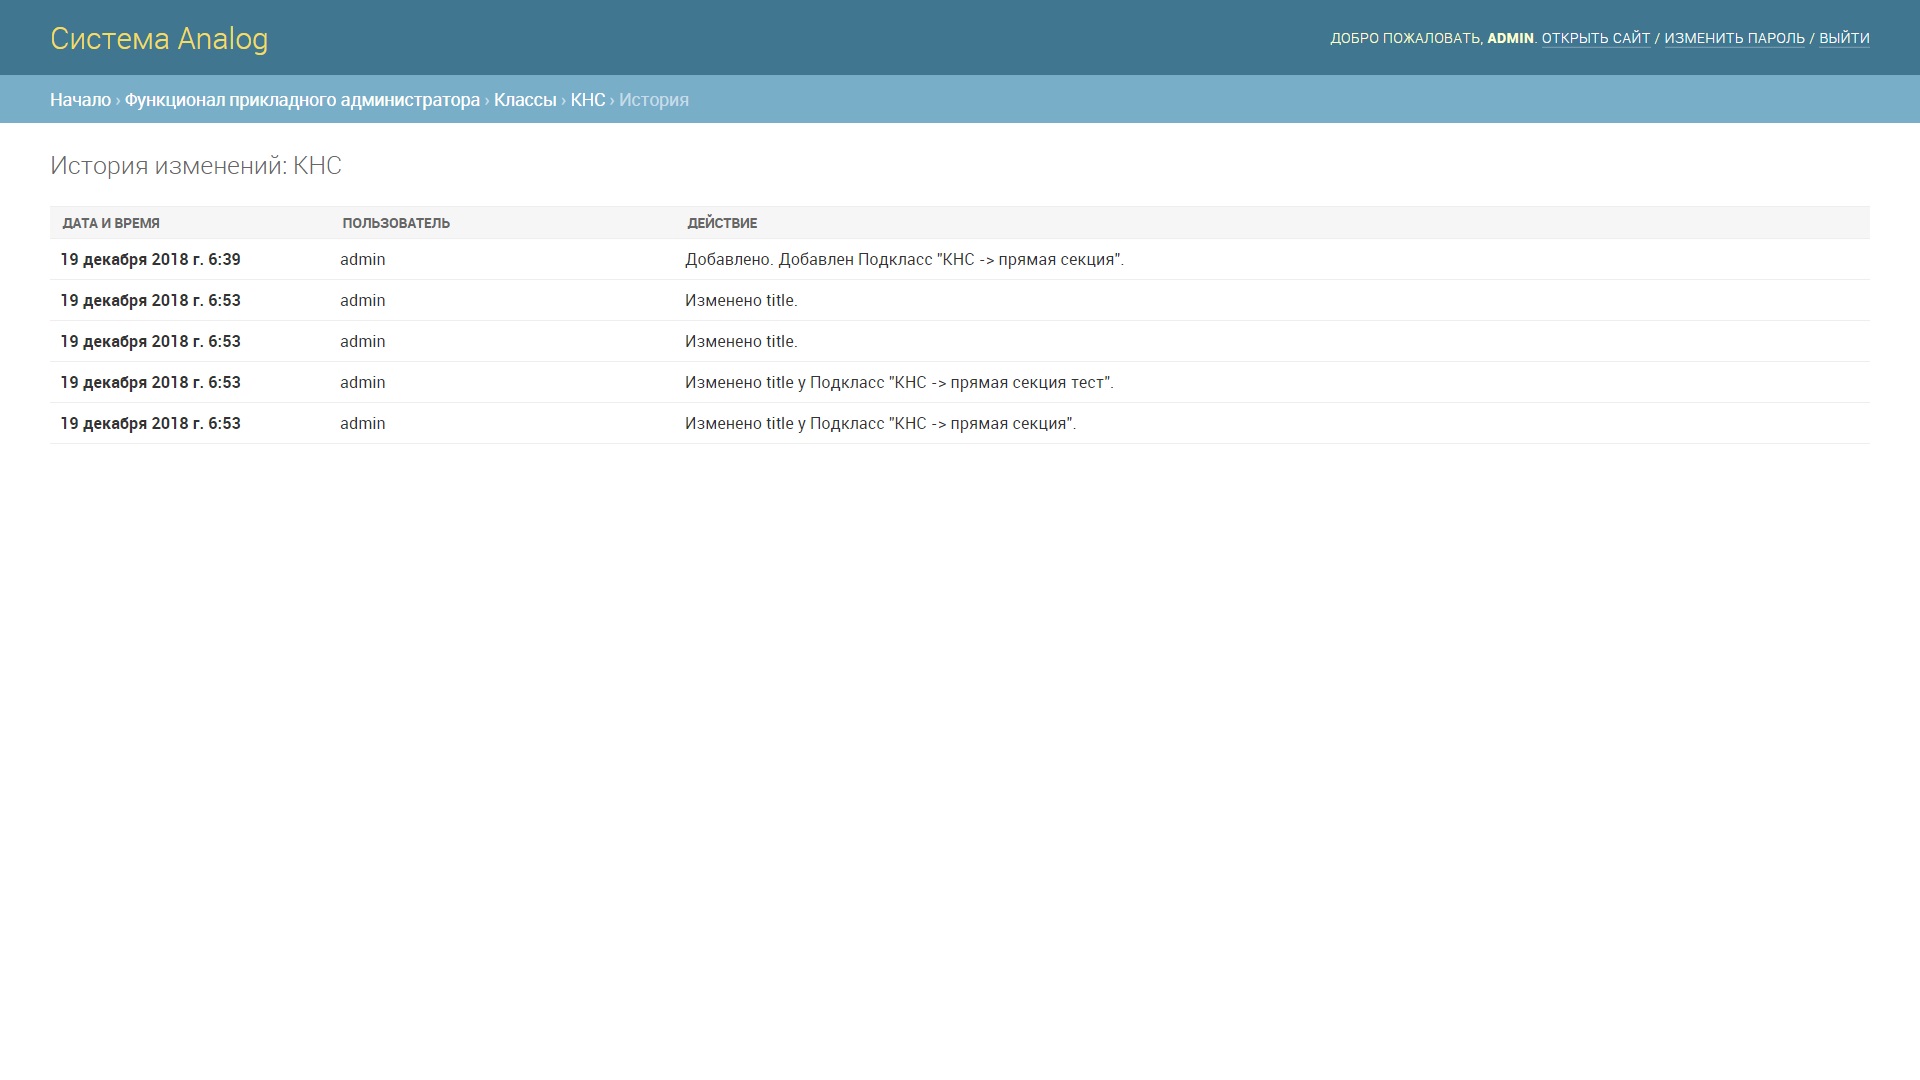 Система Analog
ДОБРО ПОЖАЛОВАТЬ, ADMIN. ОТКРЫТЬ САЙТ / ИЗМЕНИТЬ ПАРОЛЬ / ВЫЙТИ
Начало › Функционал прикладного администратора › Классы › КНС › История
История изменений: КНС
ДАТА И ВРЕМЯ ПОЛЬЗОВАТЕЛЬ ДЕЙСТВИЕ
19 декабря 2018 г. 6:39 admin Добавлено. Добавлен Подкласс "КНС -> прямая секция".
19 декабря 2018 г. 6:53 admin Изменено title.
19 декабря 2018 г. 6:53 admin Изменено title.
19 декабря 2018 г. 6:53 admin Изменено title у Подкласс "КНС -> прямая секция тест".
19 декабря 2018 г. 6:53 admin Изменено title у Подкласс "КНС -> прямая секция".